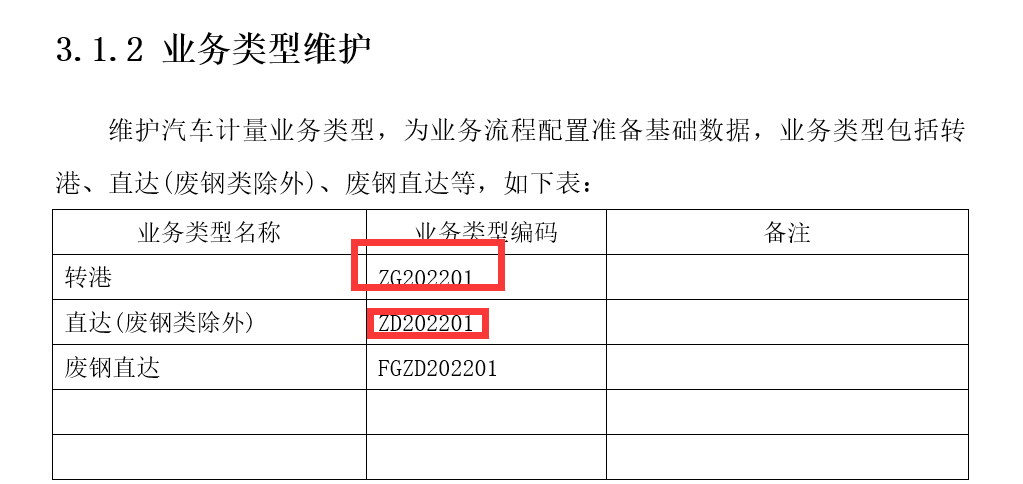 3.1.2 业务类型维护
维护汽车计量业务类型，为业务流程配置准备基础数据，业务类型包括转
港、直达(废钢类除外)、废钢直达等，如下表：
业务类型名称 业务类型编码 备注
转港 ZG202201
直达(废钢类除外) ZD202201
废钢直达 FGZD202201